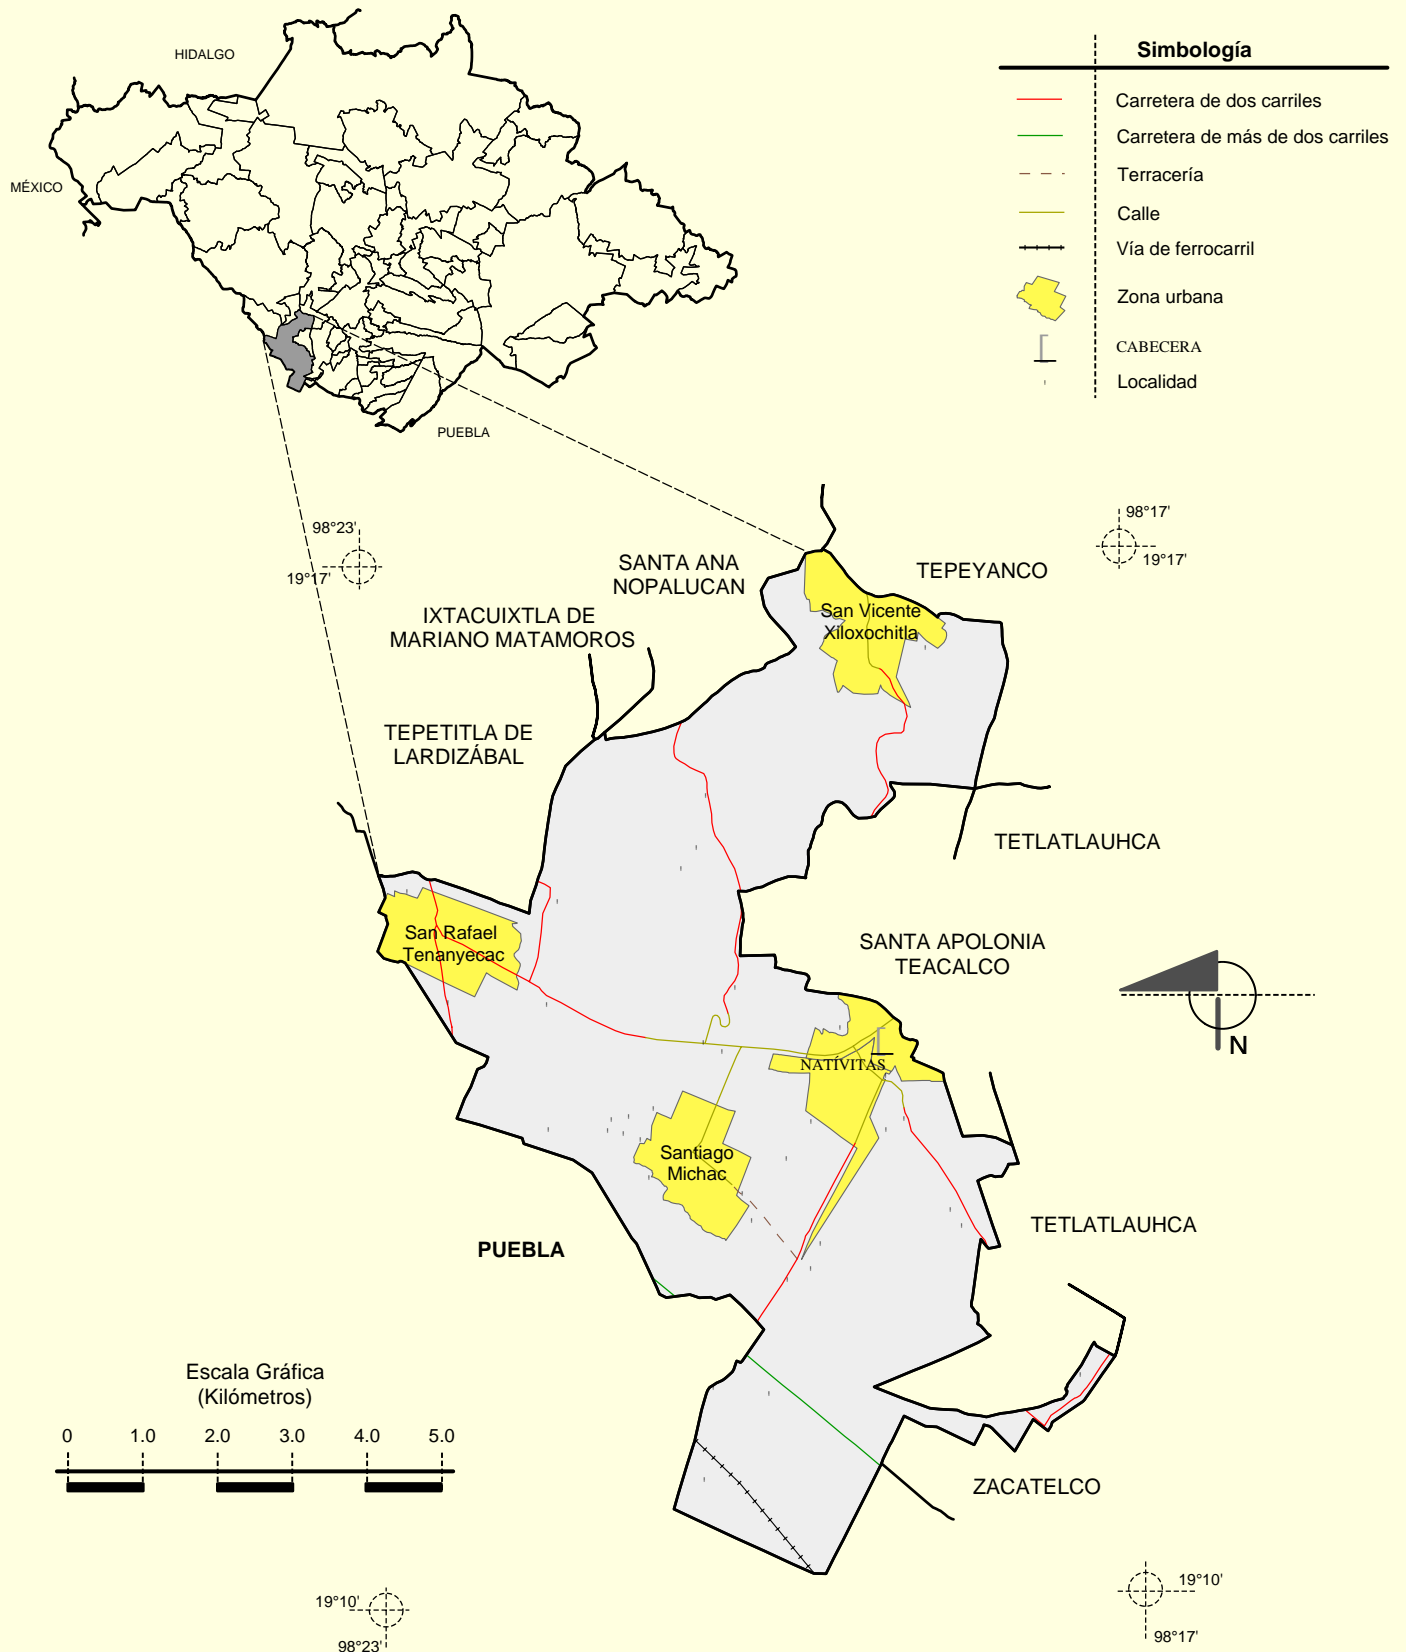 HIDALGO
MÉXICO
PUEBLA
Simbología
Carretera de dos carriles
Carretera de más de dos carriles
Terracería
Calle
Vía de ferrocarril
Zona urbana
CABECERA
Localidad
98°23'
19°17'
98°17'
19°17'
SANTA ANA
NOPALUCAN
TEPEYANCO
IXTACUIXTLA DE
MARIANO MATAMOROS
San Vicente
Xiloxochitla
TEPETITLA DE
LARDIZÁBAL
TETLATLAUHCA
San Rafael
Tenanyecac
SANTA APOLONIA
TEACALCO
N
NATÍVITAS
Santiago
Michac
TETLATLAUHCA
PUEBLA
Escala Gráfica
(Kilómetros)
0 1.0 2.0 3.0 4.0 5.0
ZACATELCO
19°10'
98°23'
19°10'
98°17'